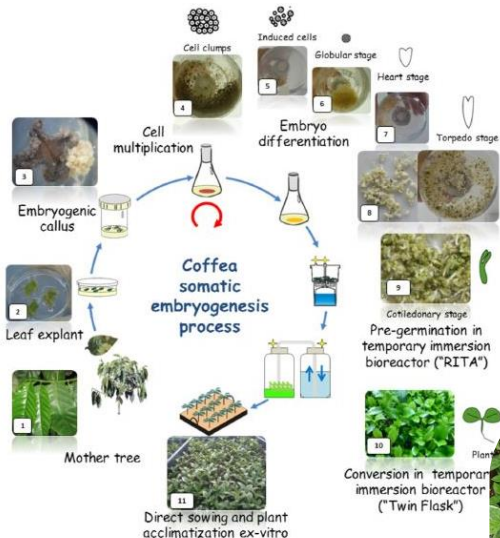 Cell clumps
Induced cells
Globular stage
Heart stage
Torpedo stage
4
5
6
7
8
Cell
multiplication
Embryo
differentiation
3
Embryogenic
callus
2
Leaf explant
Coffea
somatic
embryogenesis
process
9
Cotiledonary stage
Pre-germination in
temporary immersion
bioreactor ("RITA")
1
Mother tree
10
Plant
Conversion in temporar
immersion bioreactor
("Twin Flask")
11
Direct sowing and plant
acclimatization ex-vitro